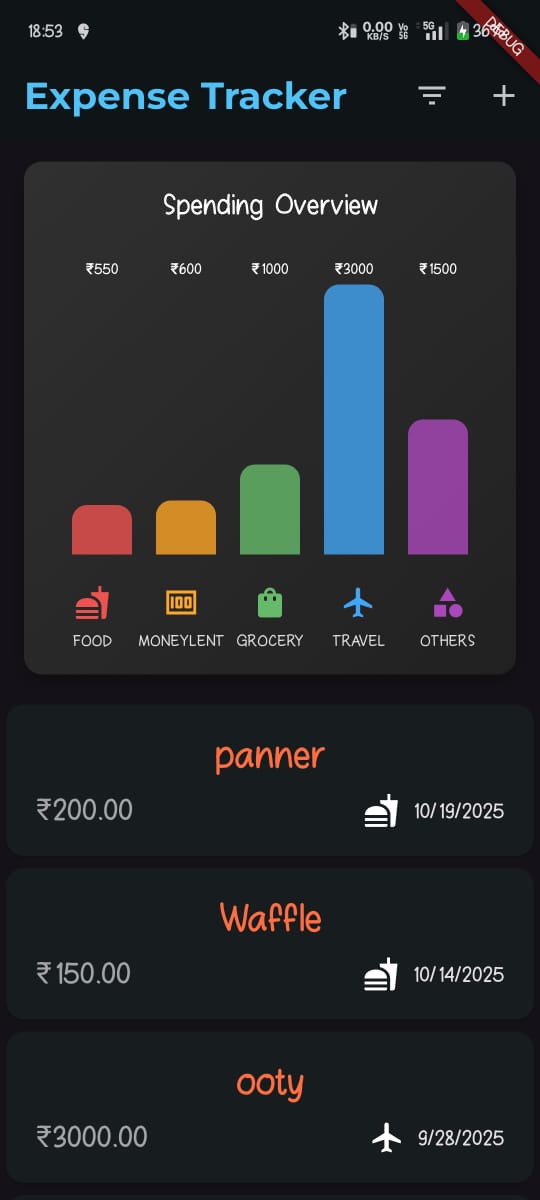 18:53 0.00 KB/S Vo 5G 5G
DEBUG
Expense Tracker
Spending Overview
₹550 ₹600 ₹1000 ₹3000 ₹1500
100
FOOD MONEYLENT GROCERY TRAVEL OTHERS
panner
₹200.00 10/19/2025
Waffle
₹150.00 10/14/2025
ooty
₹3000.00 9/28/2025